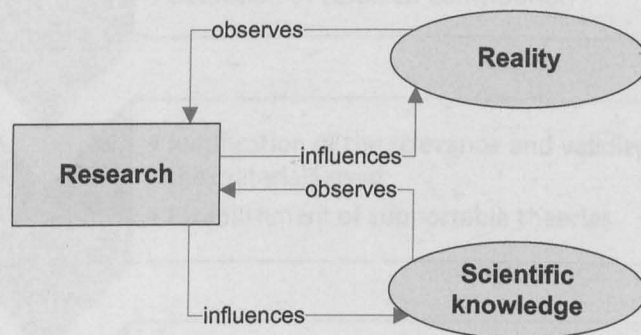 observes
Reality
Research
influences
observes
Scientific
knowledge
influences